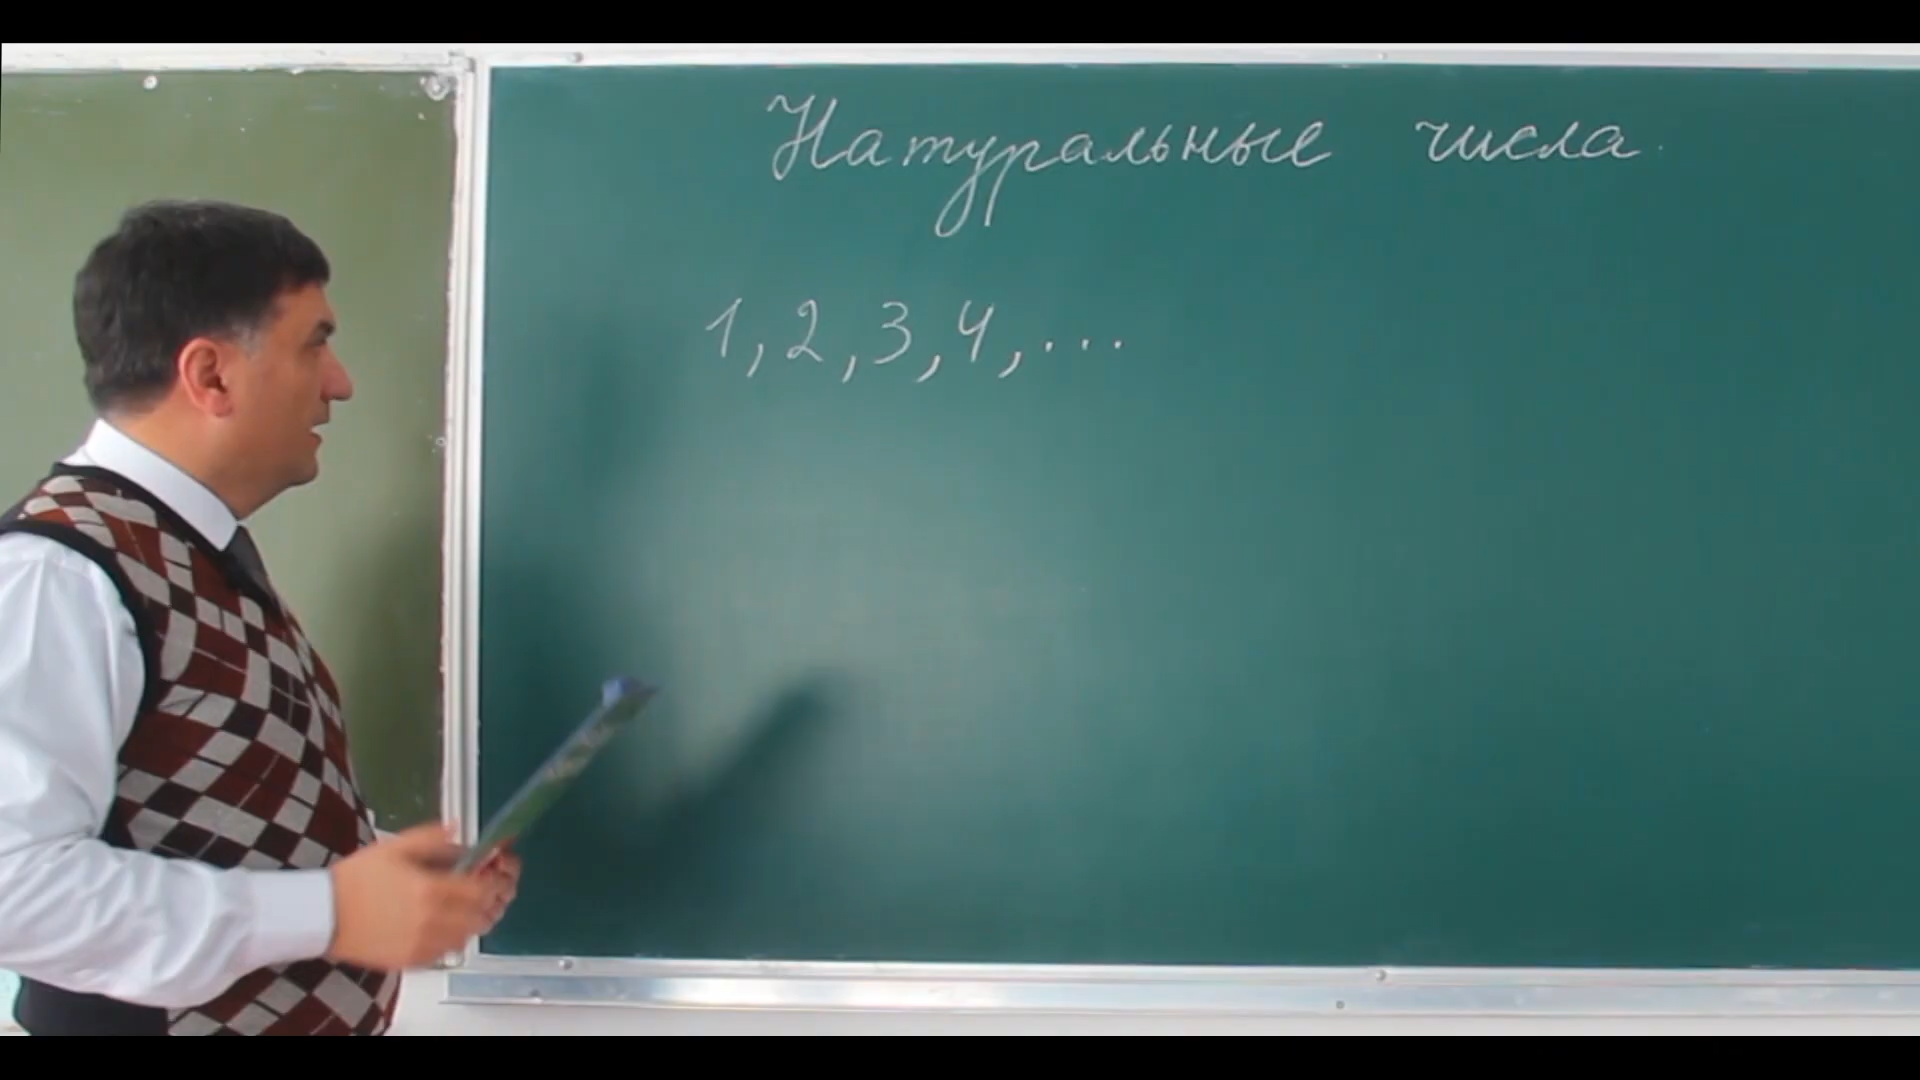 Натуральные числа.
1, 2, 3, 4, ...